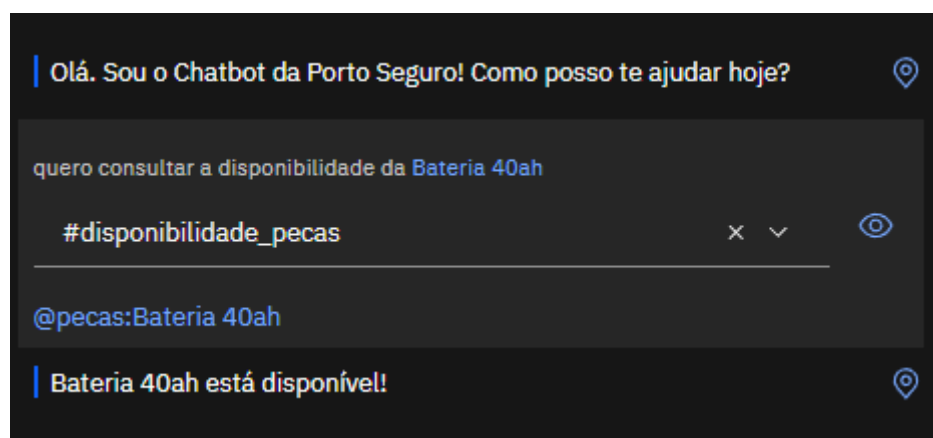 Olá. Sou o Chatbot da Porto Seguro! Como posso te ajudar hoje?
quero consultar a disponibilidade da Bateria 40ah
#disponibilidade_pecas
@pecas:Bateria 40ah
Bateria 40ah está disponível!